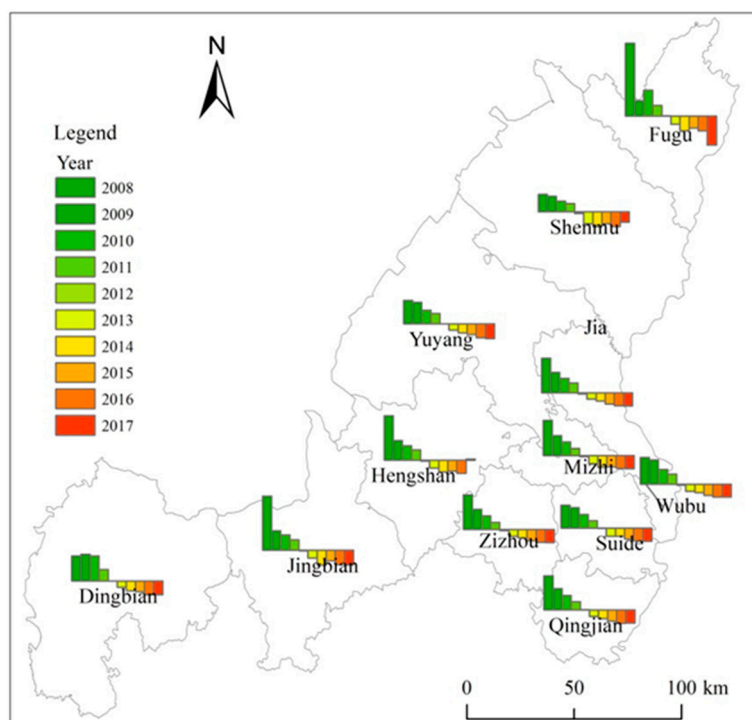 N
Legend
Year
2008
2009
2010
2011
2012
2013
2014
2015
2016
2017
Fugu
Shenmu
Jia
Yuyang
Hengshan
Mizhi
Wubu
Zizhou
Suide
Jingbian
Dingbian
Qingjian
0 50 100 km